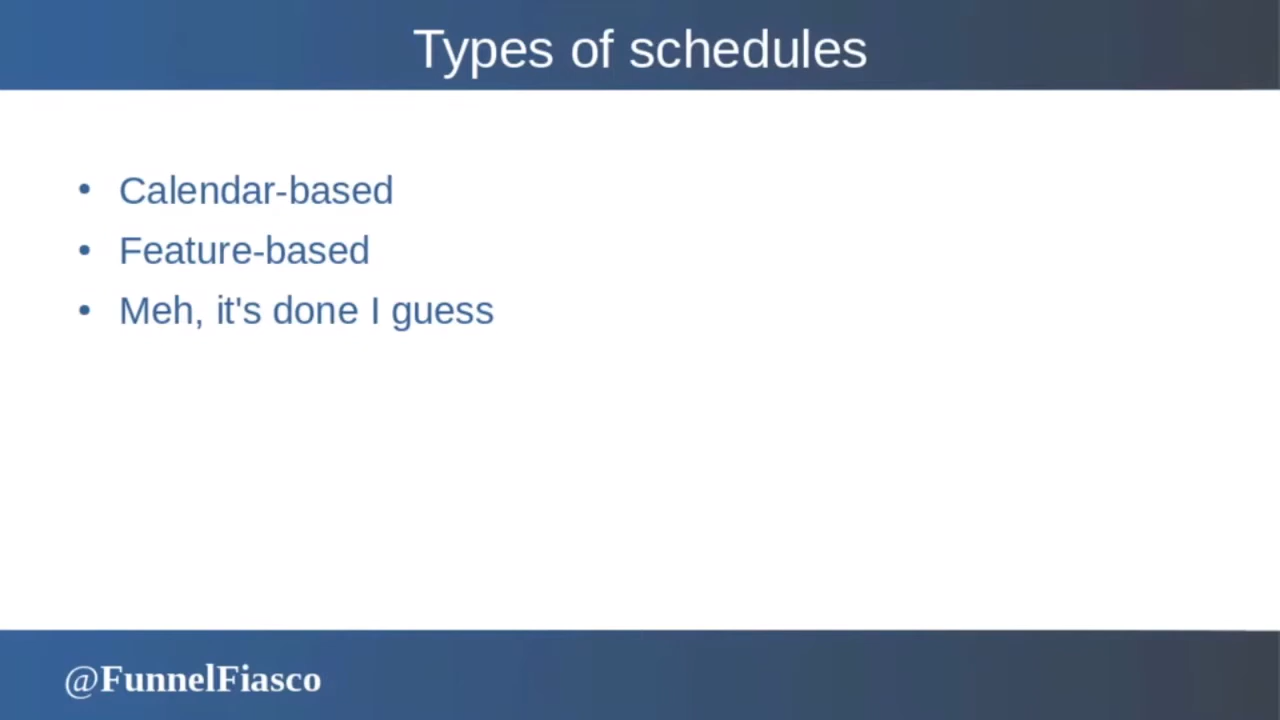 Types of schedules
• Calendar-based
• Feature-based
• Meh, it's done I guess
@FunnelFiasco